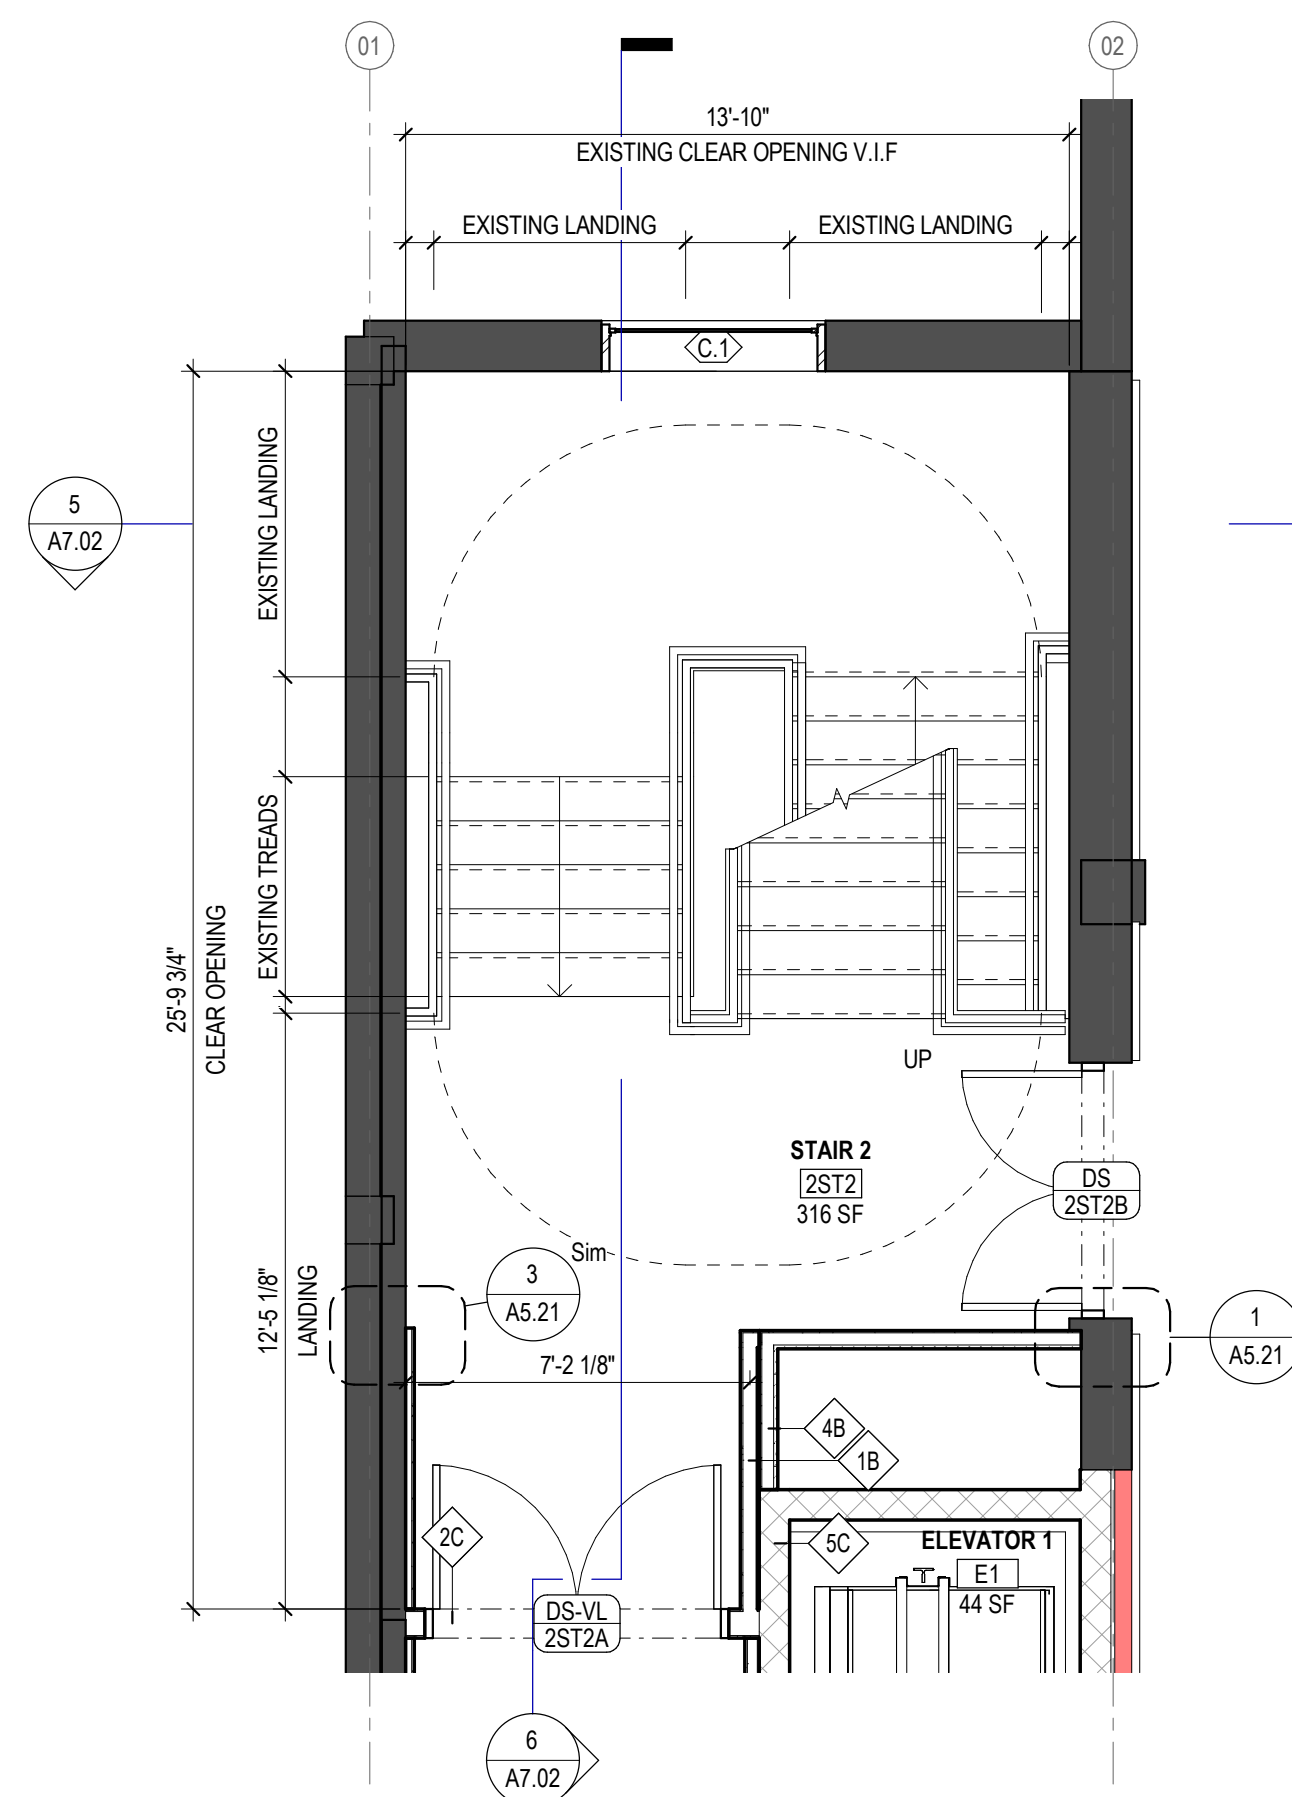 01
02
13'-10"
EXISTING CLEAR OPENING V.I.F
EXISTING LANDING
EXISTING LANDING
C.1
5
A7.02
EXISTING LANDING
EXISTING TREADS
25'-9 3/4"
CLEAR OPENING
UP
STAIR 2
2ST2
316 SF
DS
2ST2B
Sim
3
A5.21
1
A5.21
12'-5 1/8"
LANDING
7'-2 1/8"
4B
1B
2C
5C
ELEVATOR 1
E1
44 SF
DS-VL
2ST2A
6
A7.02